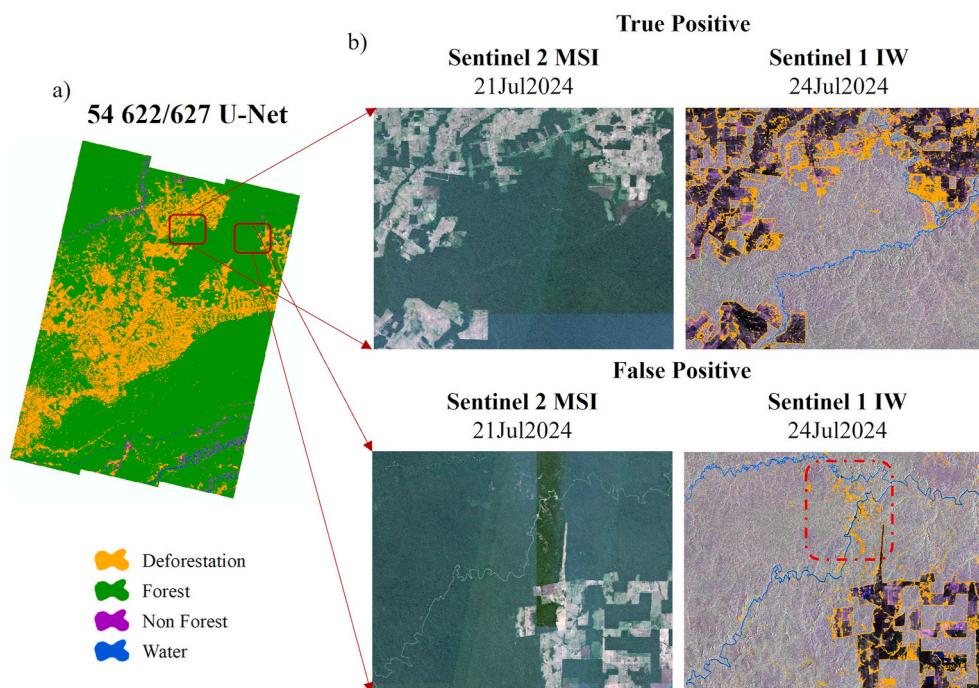 a)
54 622/627 U-Net
Deforestation
Forest
Non Forest
Water
b)
True Positive
Sentinel 2 MSI
21Jul2024
Sentinel 1 IW
24Jul2024
False Positive
Sentinel 2 MSI
21Jul2024
Sentinel 1 IW
24Jul2024